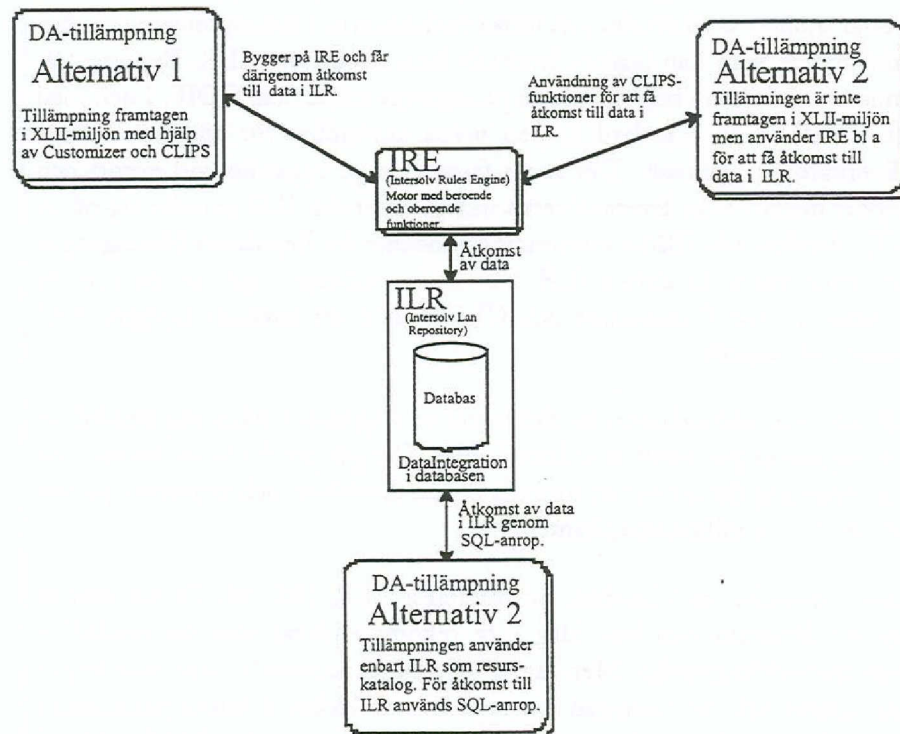 DA-tillämpning
Alternativ 1
Tillämpning framtagen
i XLII-miljön med hjälp
av Customizer och CLIPS
Bygger på IRE och får
därigenom åtkomst
till data i ILR.
Användning av CLIPS-
funktioner för att få
åtkomst till data i
ILR.
DA-tillämpning
Alternativ 2
Tillämningen är inte
framtagen i XLII-miljön
men använder IRE bl a
för att få åtkomst till
data i ILR.
IRE
(Intersolv Rules Engine)
Motor med beroende
och oberoende
funktioner.
Åtkomst
av data
ILR
(Intersolv Lan
Repository)
Databas
DataIntegration
i databasen
Åtkomst av data
i ILR genom
SQL-anrop.
DA-tillämpning
Alternativ 2
Tillämpningen använder
enbart ILR som resurs-
katalog. För åtkomst till
ILR används SQL-anrop.